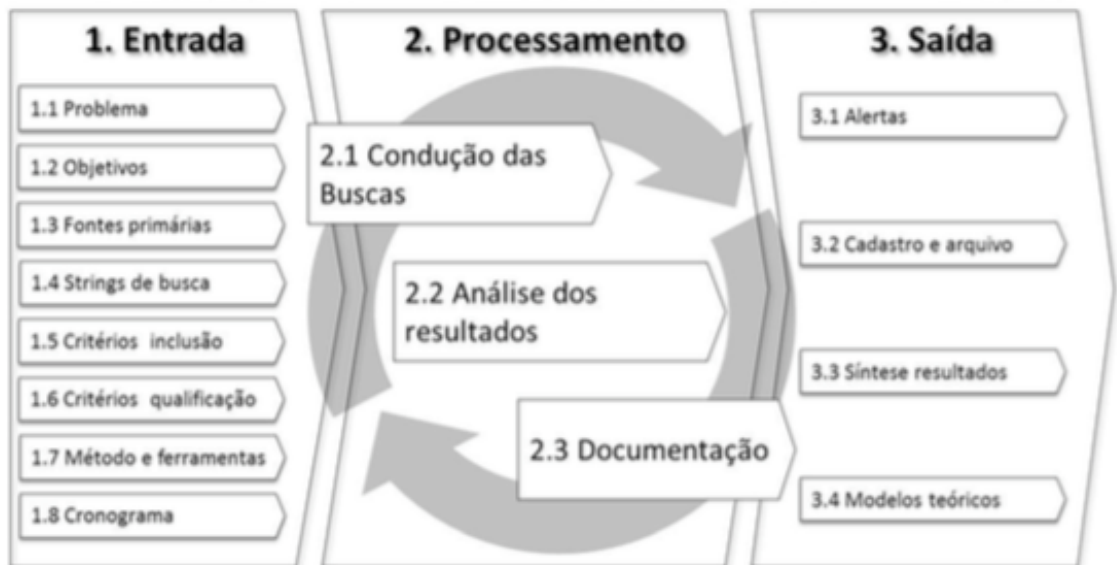 1. Entrada
1.1 Problema
1.2 Objetivos
1.3 Fontes primárias
1.4 Strings de busca
1.5 Critérios inclusão
1.6 Critérios qualificação
1.7 Método e ferramentas
1.8 Cronograma
2. Processamento
2.1 Condução das
Buscas
2.2 Análise dos
resultados
2.3 Documentação
3. Saída
3.1 Alertas
3.2 Cadastro e arquivo
3.3 Síntese resultados
3.4 Modelos teóricos